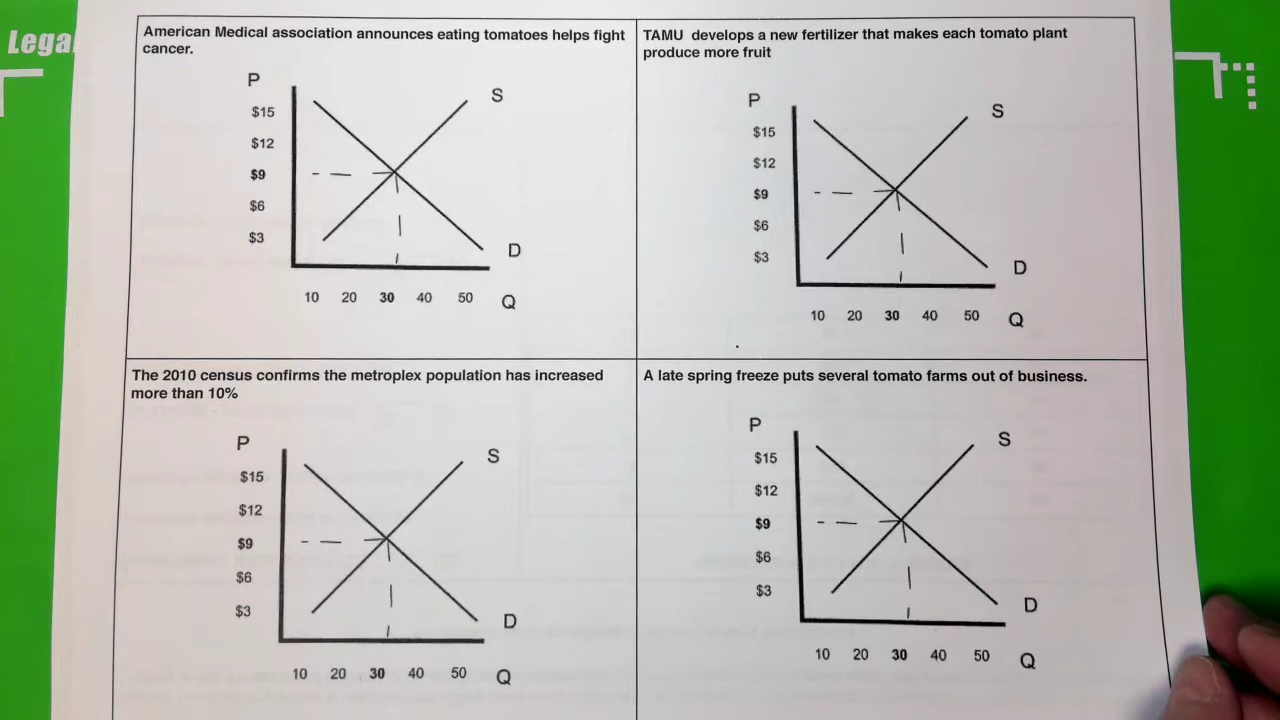 Legal
American Medical association announces eating tomatoes helps fight
cancer.
P
S
$15
$12
$9
$6
$3
D
10 20 30 40 50 Q
TAMU develops a new fertilizer that makes each tomato plant
produce more fruit
P
S
$15
$12
$9
$6
$3
D
10 20 30 40 50 Q
The 2010 census confirms the metroplex population has increased
more than 10%
P
S
$15
$12
$9
$6
$3
D
10 20 30 40 50 Q
A late spring freeze puts several tomato farms out of business.
P
S
$15
$12
$9
$6
$3
D
10 20 30 40 50 Q